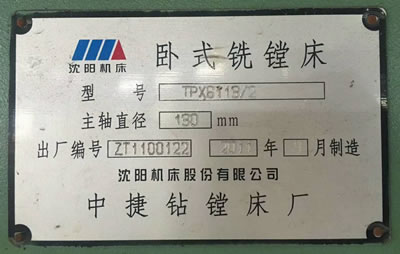 沈阳机床
卧式铣镗床
型号 TPX6113/2
主轴直径 130 mm
出厂编号 ZT1100122 2011 年 月制造
沈阳机床股份有限公司
中捷钻镗床厂